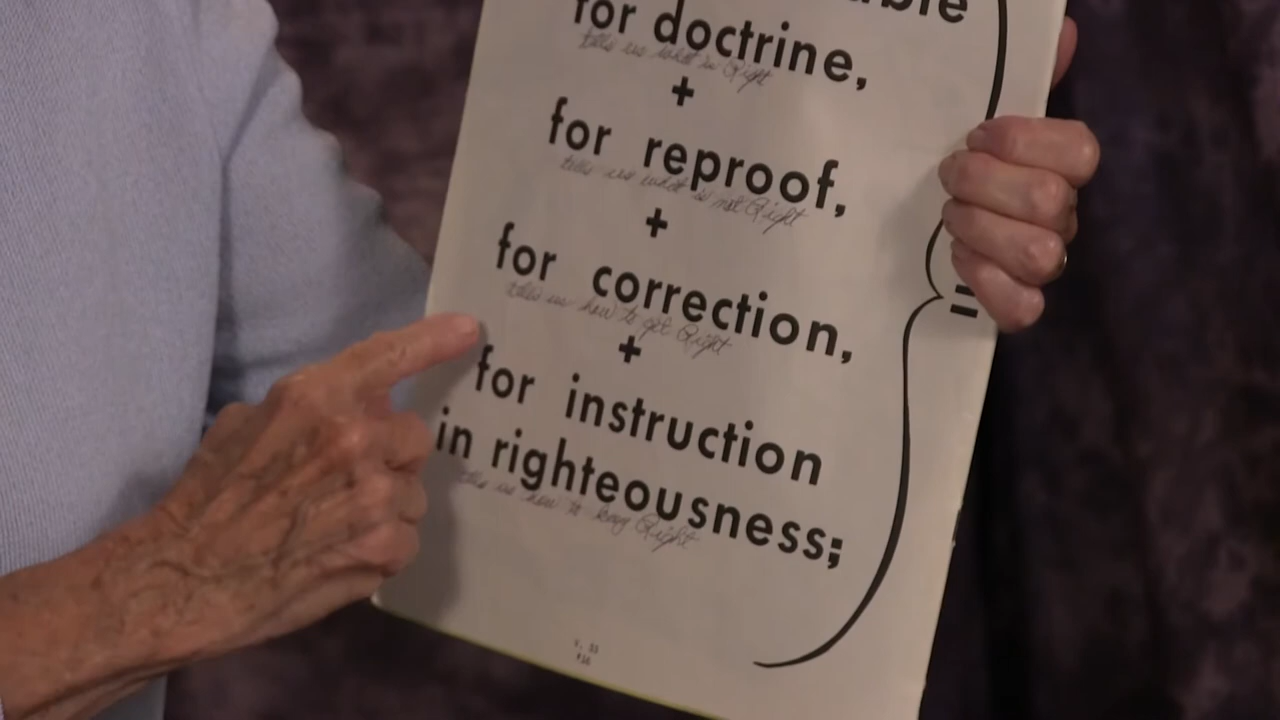 for doctrine,
tells us what is Right
+
for reproof,
tells us what is not Right
+
for correction,
tells us how to get Right
=
+
for instruction
in righteousness;
tells us how to keep Right